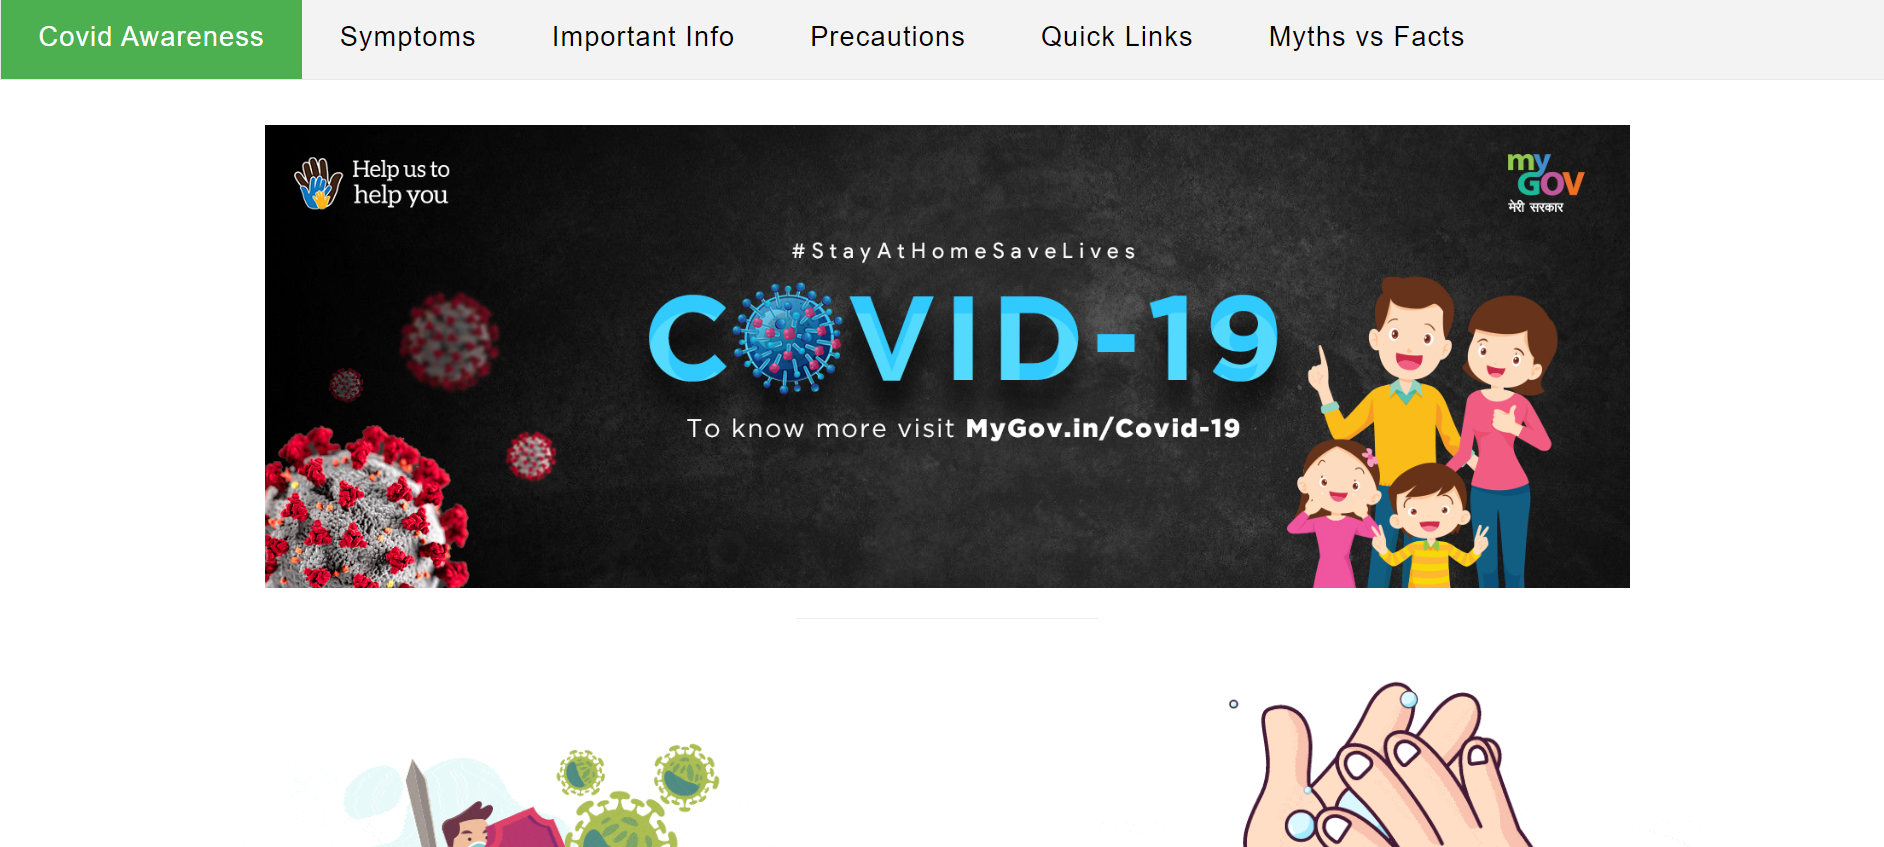 Covid Awareness Symptoms Important Info Precautions Quick Links Myths vs Facts
Help us to
help you
my
GOV
मेरी सरकार
#StayAtHomeSaveLives
COVID-19
To know more visit MyGov.in/Covid-19